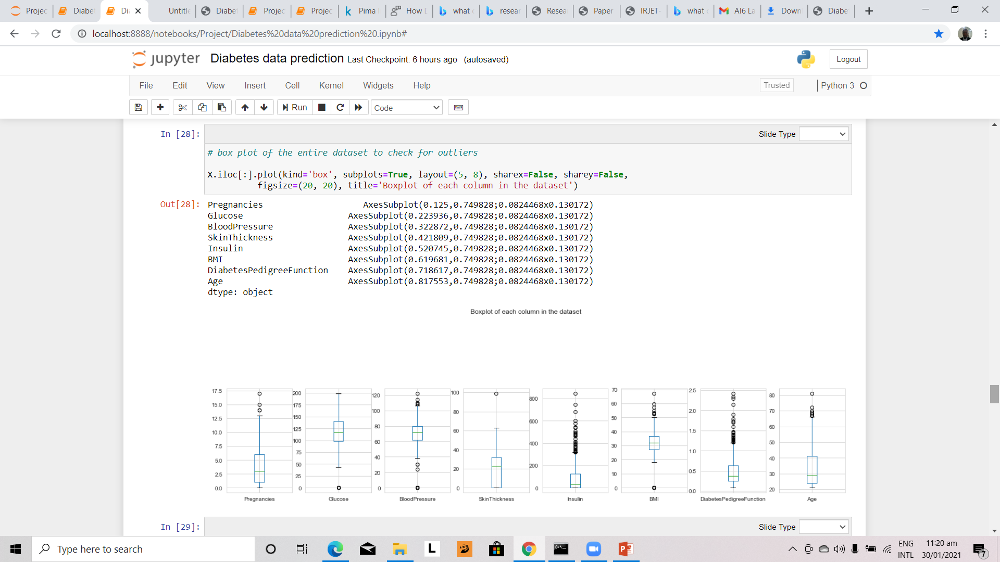 Projec
Diabe
Di
Untitle
Diabet
Projec
Projec
Pima
How D
what
resear
Resea
Paper
IRJET-
what
AI6 La
Down
Diabe
localhost:8888/notebooks/Project/Diabetes%20data%20prediction%20.ipynb#
jupyter Diabetes data prediction Last Checkpoint: 6 hours ago (autosaved) Logout
File Edit View Insert Cell Kernel Widgets Help Trusted Python 3
Run Code
In [28]: Slide Type
# box plot of the entire dataset to check for outliers
X.iloc[:].plot(kind='box', subplots=True, layout=(5, 8), sharex=False, sharey=False,
figsize=(20, 20), title='Boxplot of each column in the dataset')
Out[28]: Pregnancies AxesSubplot(0.125,0.749828;0.0824468x0.130172)
Glucose AxesSubplot(0.223936,0.749828;0.0824468x0.130172)
BloodPressure AxesSubplot(0.322872,0.749828;0.0824468x0.130172)
SkinThickness AxesSubplot(0.421809,0.749828;0.0824468x0.130172)
Insulin AxesSubplot(0.520745,0.749828;0.0824468x0.130172)
BMI AxesSubplot(0.619681,0.749828;0.0824468x0.130172)
DiabetesPedigreeFunction AxesSubplot(0.718617,0.749828;0.0824468x0.130172)
Age AxesSubplot(0.817553,0.749828;0.0824468x0.130172)
dtype: object
Boxplot of each column in the dataset
17.5
15.0
12.5
10.0
7.5
5.0
2.5
0.0
Pregnancies
200
175
150
125
100
75
50
25
0
Glucose
120
100
80
60
40
20
0
BloodPressure
100
80
60
40
20
0
SkinThickness
800
600
400
200
0
Insulin
70
60
50
40
30
20
10
0
BMI
2.5
2.0
1.5
1.0
0.5
0.0
DiabetesPedigreeFunction
80
70
60
50
40
30
20
Age
In [29]: Slide Type
Type here to search
L
ENG
INTL
11:20 am
30/01/2021
7